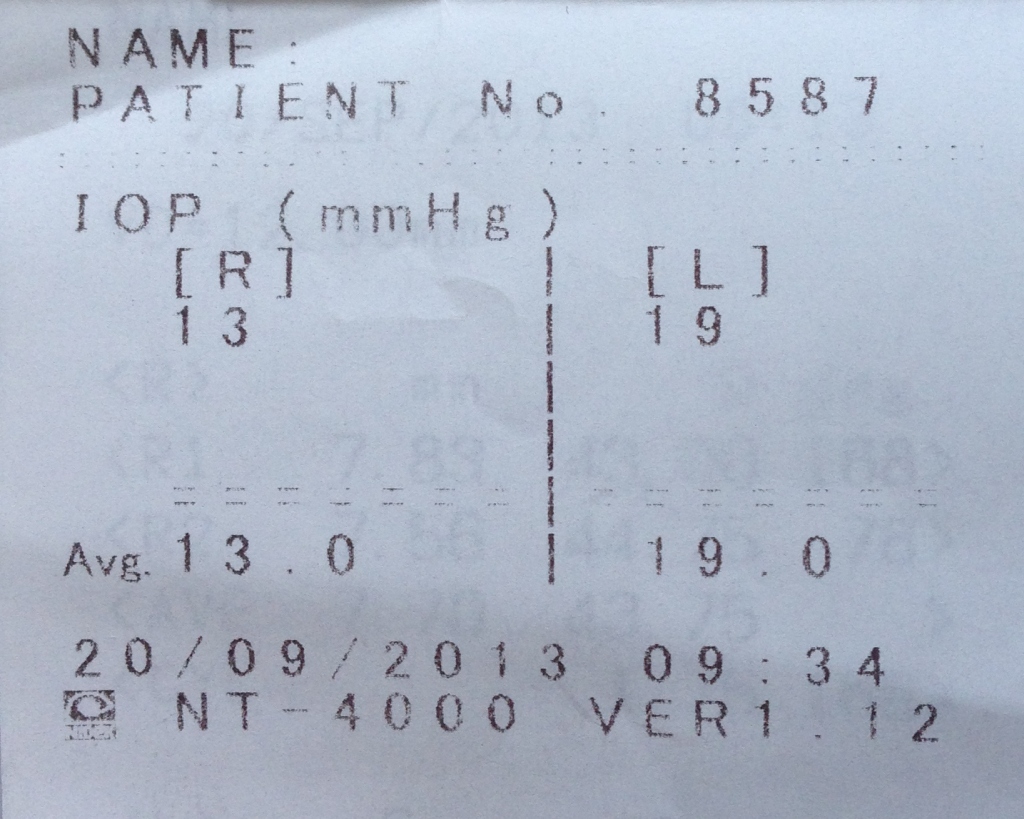 NAME:
PATIENT No. 8587
IOP (mmHg)
[R] | [L]
13 | 19
Avg. 13.0 | 19.0
20/09/2013 09:34
NIDEK NT-4000 VER1.12